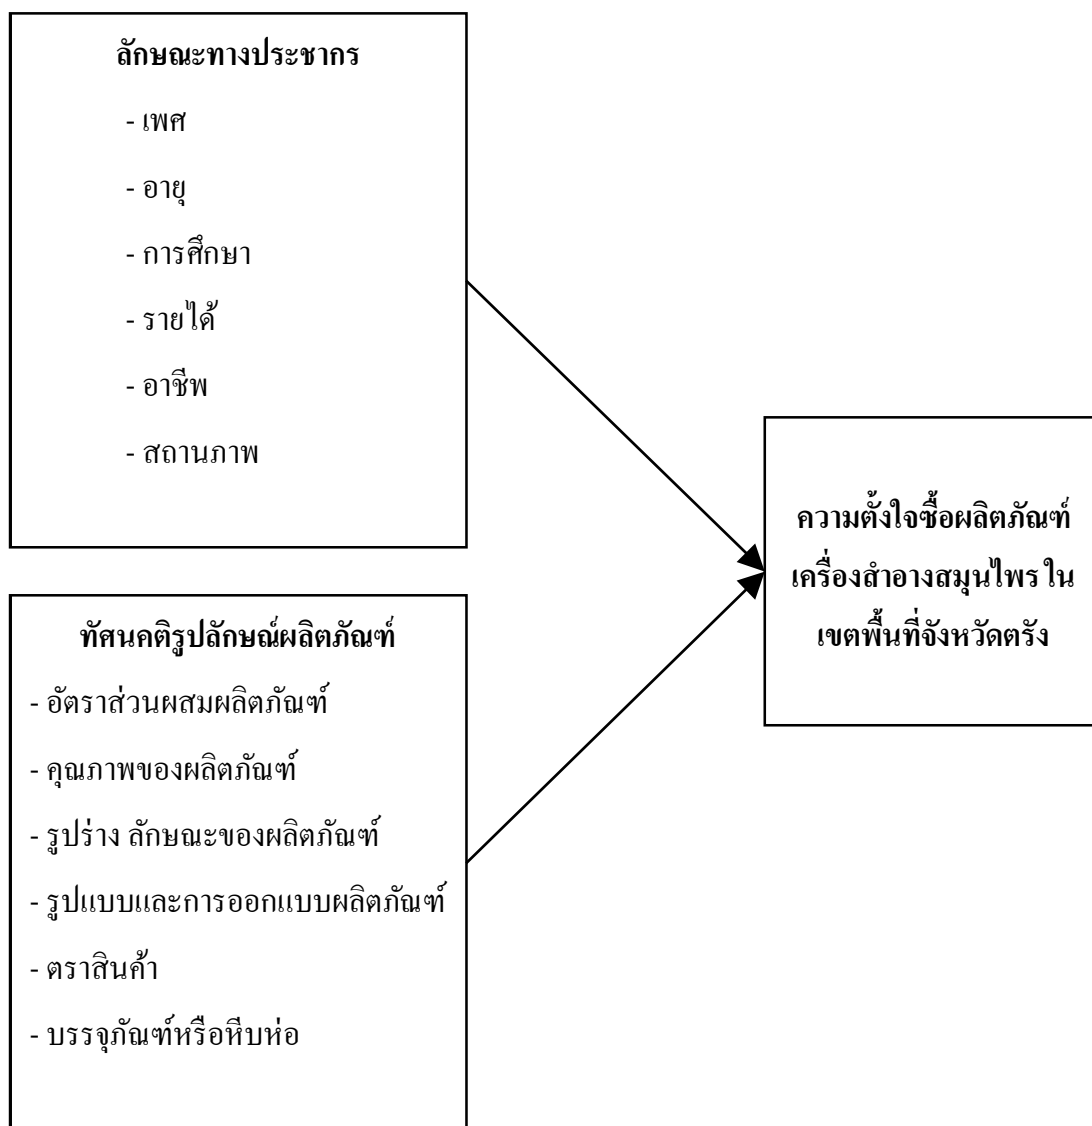 ลักษณะทางประชากร
- เพศ
- อายุ
- การศึกษา
- รายได้
- อาชีพ
- สถานภาพ
ทัศนคติรูปลักษณ์ผลิตภัณฑ์
- อัตราส่วนผสมผลิตภัณฑ์
- คุณภาพของผลิตภัณฑ์
- รูปร่าง ลักษณะของผลิตภัณฑ์
- รูปแบบและการออกแบบผลิตภัณฑ์
- ตราสินค้า
- บรรจุภัณฑ์หรือหีบห่อ
ความตั้งใจซื้อผลิตภัณฑ์
เครื่องสำอางสมุนไพร ใน
เขตพื้นที่จังหวัดตรัง